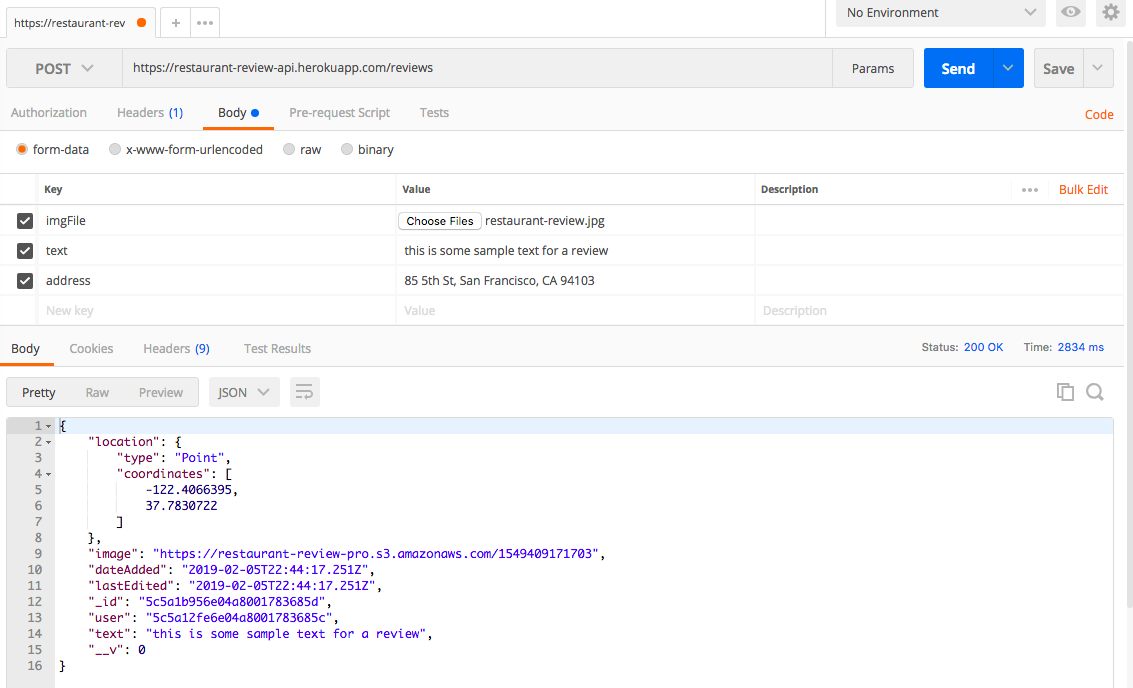 https://restaurant-rev
+
•••
No Environment
POST
https://restaurant-review-api.herokuapp.com/reviews
Params
Send
Save
Authorization
Headers (1)
Body
Pre-request Script
Tests
Code
form-data
x-www-form-urlencoded
raw
binary
Key
Value
Description
•••
Bulk Edit
imgFile
Choose Files
restaurant-review.jpg
text
this is some sample text for a review
address
85 5th St, San Francisco, CA 94103
New key
Value
Description
Body
Cookies
Headers (9)
Test Results
Status: 200 OK
Time: 2834 ms
Pretty
Raw
Preview
JSON
1 {
2 "location": {
3 "type": "Point",
4 "coordinates": [
5 -122.4066395,
6 37.7830722
7 ]
8 },
9 "image": "https://restaurant-review-pro.s3.amazonaws.com/1549409171703",
10 "dateAdded": "2019-02-05T22:44:17.251Z",
11 "lastEdited": "2019-02-05T22:44:17.251Z",
12 "_id": "5c5a1b956e04a8001783685d",
13 "user": "5c5a12fe6e04a8001783685c",
14 "text": "this is some sample text for a review",
15 "__v": 0
16 }